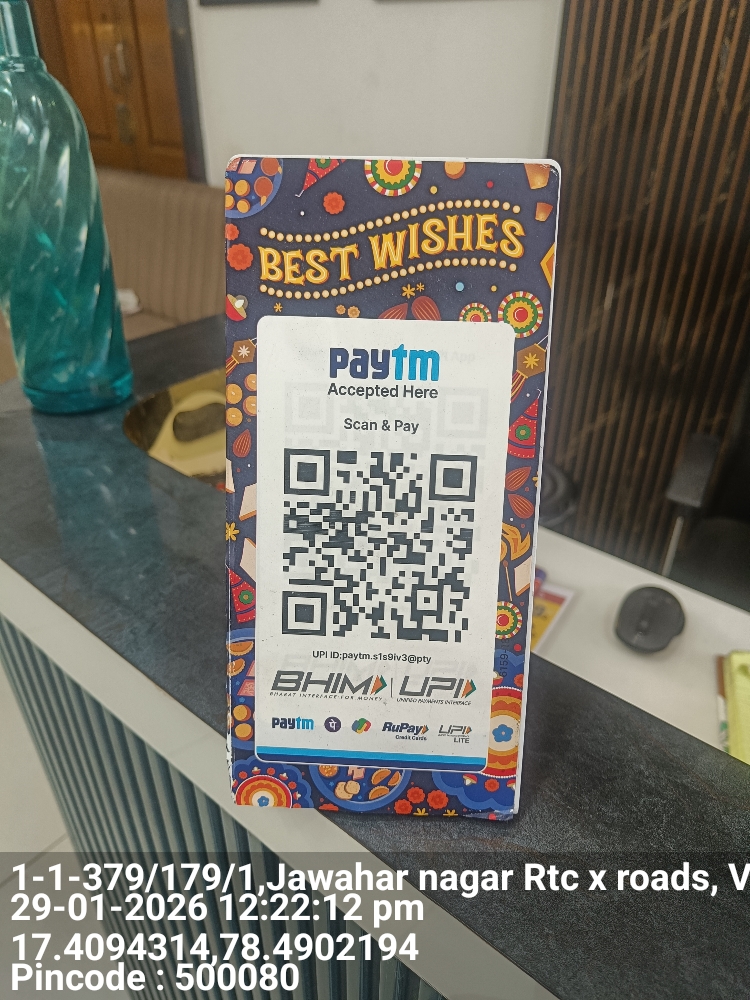 BEST WISHES
paytm
Accepted Here
Scan & Pay
UPI ID:paytm.s1s9iv3@pty
BHIM UPI
BHARAT INTERFACE FOR MONEY UNIFIED PAYMENTS INTERFACE
paytm पे RuPay UPI
Credit Cards LITE
1-1-379/179/1,Jawahar nagar Rtc x roads, V
29-01-2026 12:22:12 pm
17.4094314,78.4902194
Pincode : 500080